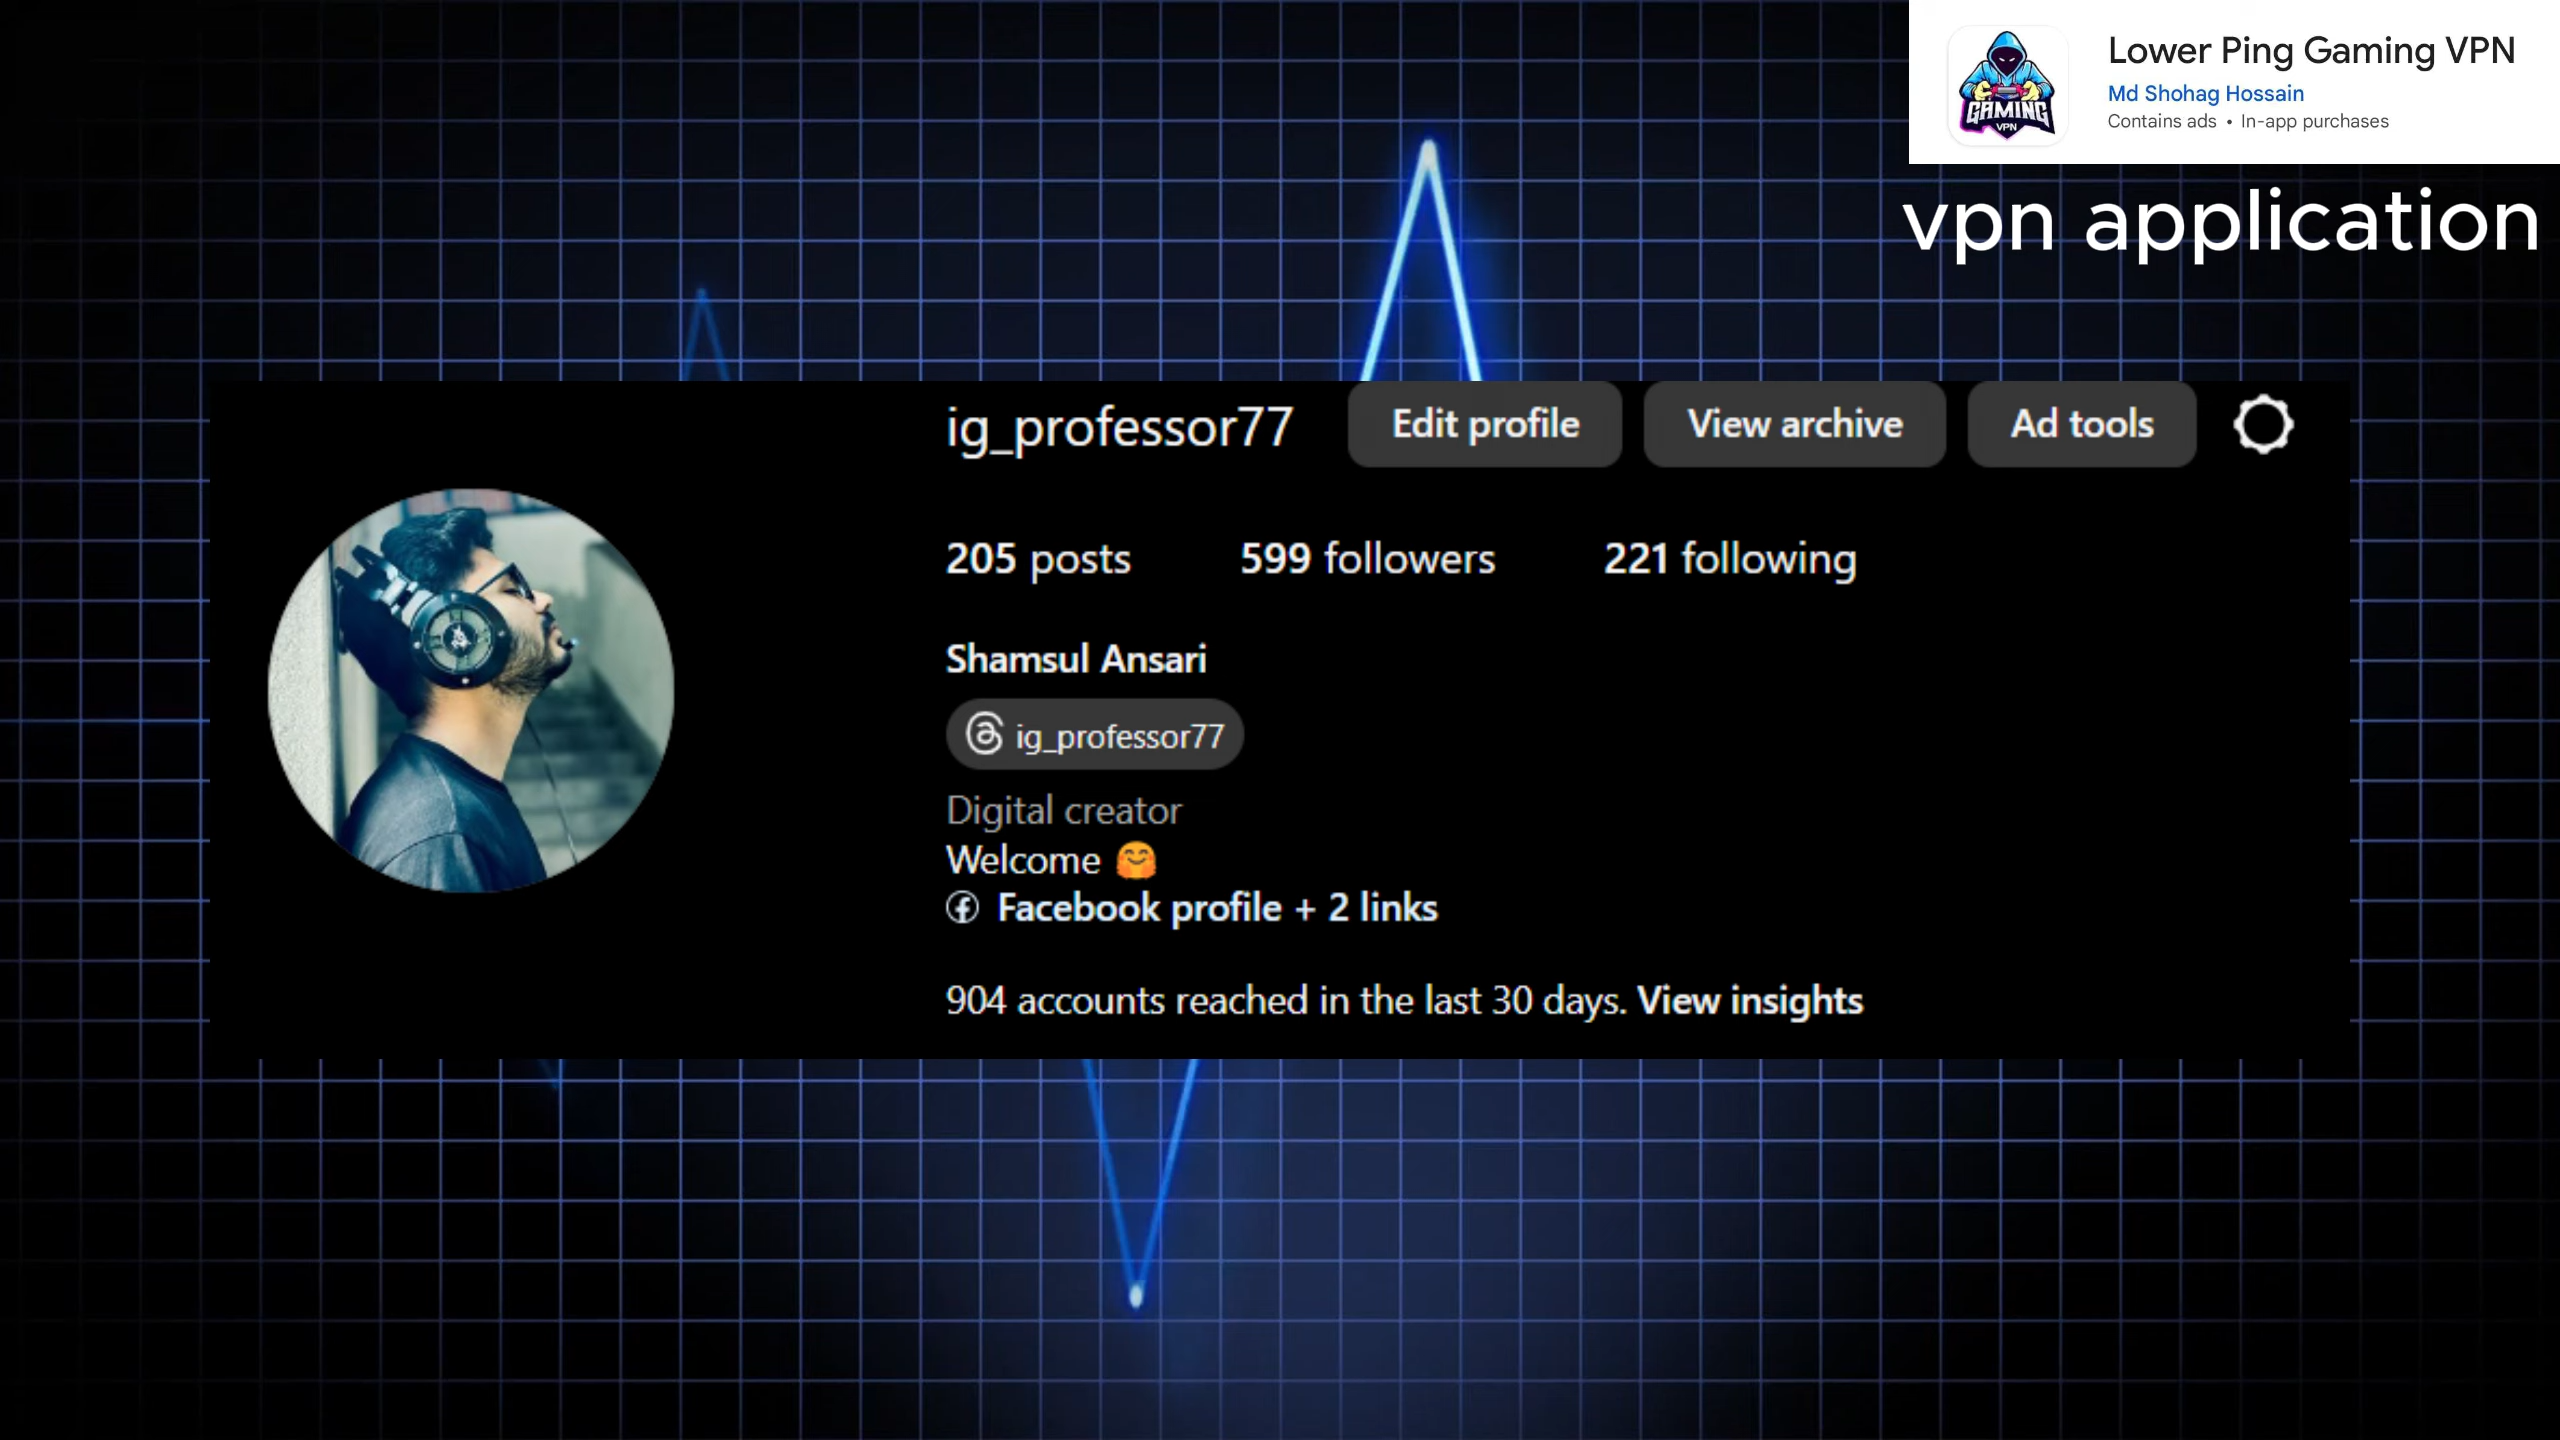 Lower Ping Gaming VPN
Md Shohag Hossain
Contains ads • In-app purchases
GAMING
VPN
vpn application
ig_professor77 Edit profile View archive Ad tools
205 posts 599 followers 221 following
Shamsul Ansari
ig_professor77
Digital creator
Welcome 🤗
Facebook profile + 2 links
904 accounts reached in the last 30 days. View insights